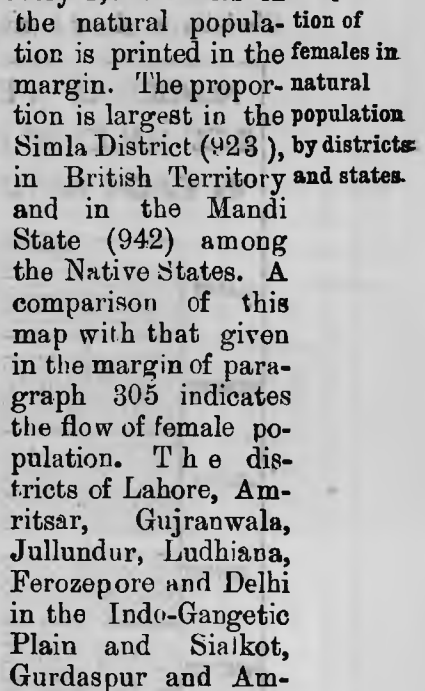 the natural popula-
tion is printed in the
margin. The propor-
tion is largest in the
Simla District (923 ),
in British Territory
and in the Mandi
State (942) among
the Native States. A
comparison of this
map with that given
in the margin of para-
graph 305 indicates
the flow of female po-
pulation. The dis-
tricts of Lahore, Am-
ritsar, Gujranwala,
Jullundur, Ludhiana,
Ferozepore and Delhi
in the Indo-Gangetic
Plain and Sialkot,
Gurdaspur and Am-
tion of
females in
natural
population
by districts
and states.